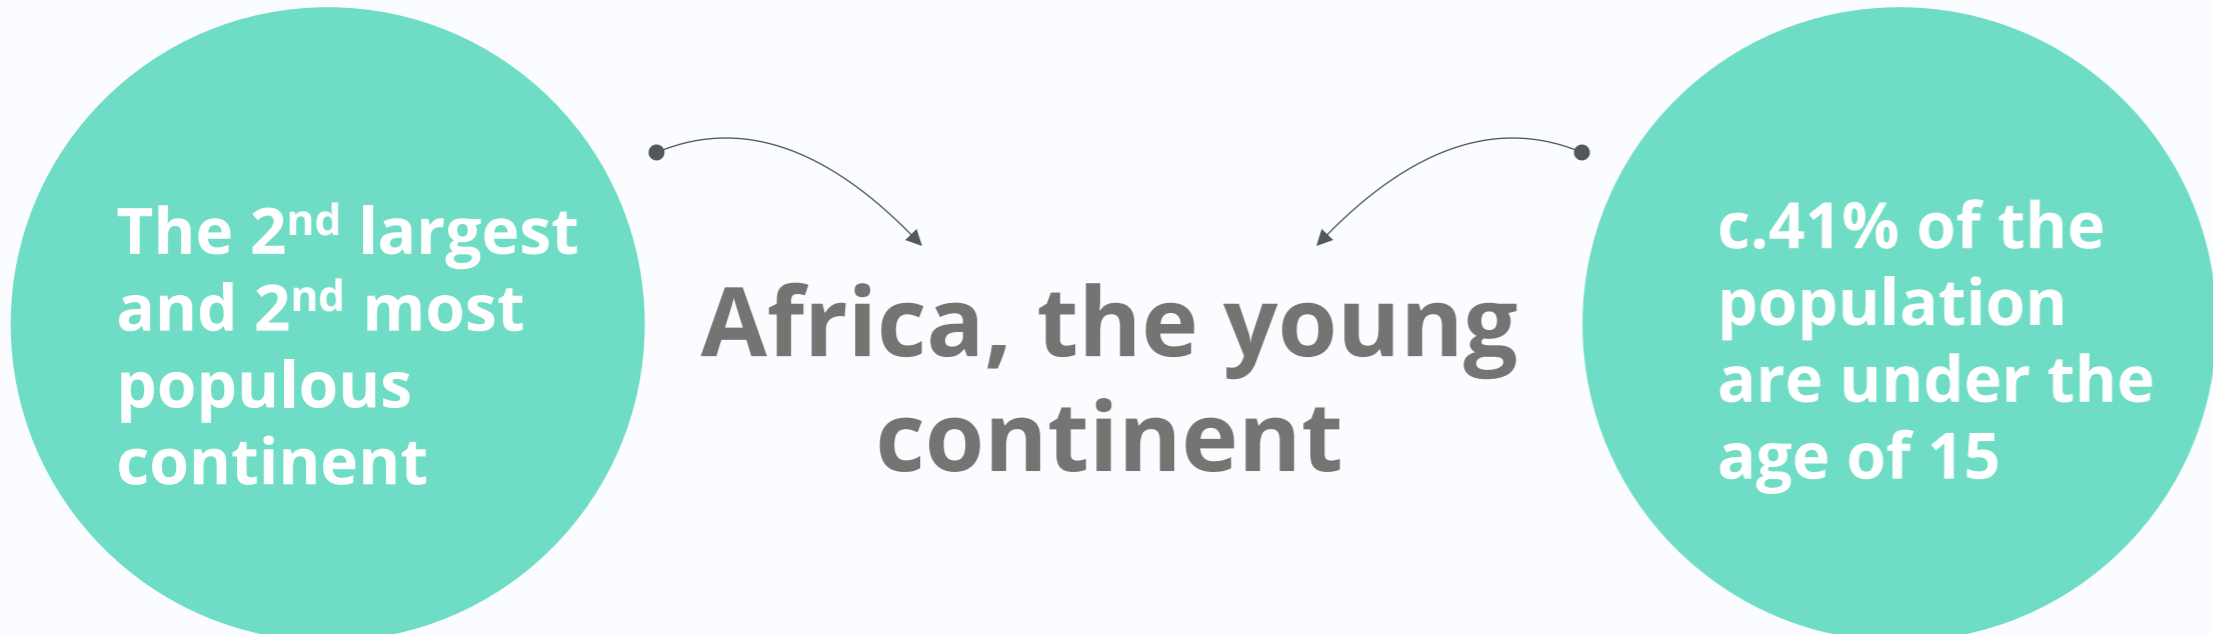 The 2nd largest
and 2nd most
populous
continent
Africa, the young
continent
c.41% of the
population
are under the
age of 15